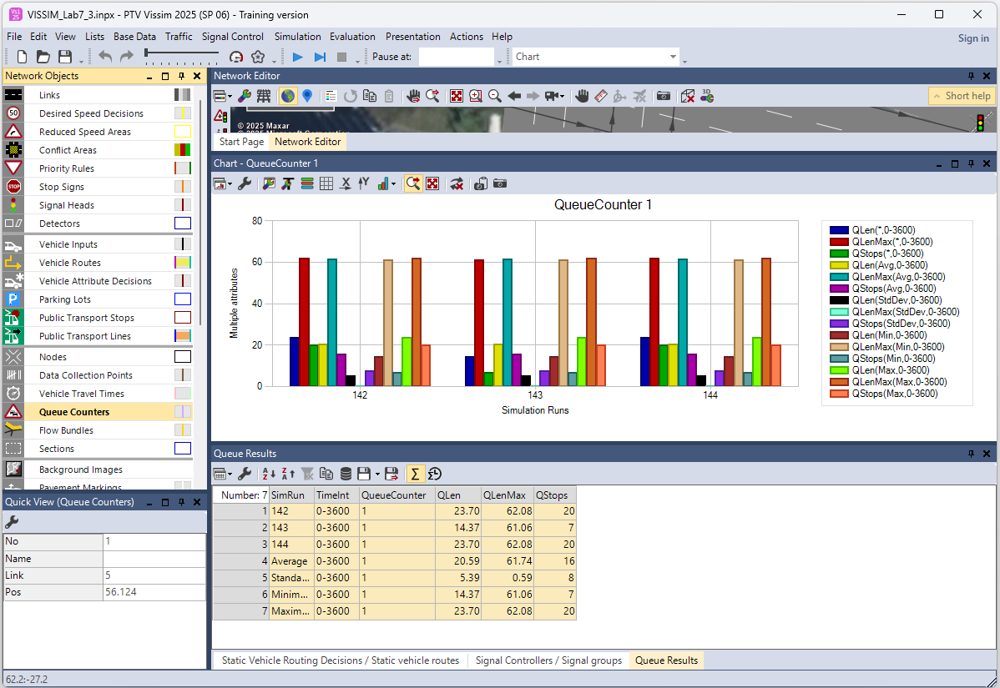 VISSIM_Lab7_3.inpx - PTV Vissim 2025 (SP 06) - Training version
File Edit View Lists Base Data Traffic Signal Control Simulation Evaluation Presentation Actions Help
Sign in
Pause at: Chart
Network Objects
Links
Desired Speed Decisions
Reduced Speed Areas
Conflict Areas
Priority Rules
Stop Signs
Signal Heads
Detectors
Vehicle Inputs
Vehicle Routes
Vehicle Attribute Decisions
Parking Lots
Public Transport Stops
Public Transport Lines
Nodes
Data Collection Points
Vehicle Travel Times
Queue Counters
Flow Bundles
Sections
Background Images
Pavement Markings
Quick View (Queue Counters)
No 1
Name
Link 5
Pos 56.124
Network Editor
3D
Short help
© 2025 Maxar
© 2025 Microsoft Corporation
Start Page Network Editor
Chart - QueueCounter 1
QueueCounter 1
Multiple attributes
80
60
40
20
0
142 143 144
Simulation Runs
QLen(*,0-3600)
QLenMax(*,0-3600)
QStops(*,0-3600)
QLen(Avg,0-3600)
QLenMax(Avg,0-3600)
QStops(Avg,0-3600)
QLen(StdDev,0-3600)
QLenMax(StdDev,0-3600)
QStops(StdDev,0-3600)
QLen(Min,0-3600)
QLenMax(Min,0-3600)
QStops(Min,0-3600)
QLen(Max,0-3600)
QLenMax(Max,0-3600)
QStops(Max,0-3600)
Queue Results
Number: 7 SimRun TimeInt QueueCounter QLen QLenMax QStops
1 142 0-3600 1 23.70 62.08 20
2 143 0-3600 1 14.37 61.06 7
3 144 0-3600 1 23.70 62.08 20
4 Average 0-3600 1 20.59 61.74 16
5 Standa... 0-3600 1 5.39 0.59 8
6 Minim... 0-3600 1 14.37 61.06 7
7 Maxim... 0-3600 1 23.70 62.08 20
Static Vehicle Routing Decisions / Static vehicle routes Signal Controllers / Signal groups Queue Results
62.2:-27.2